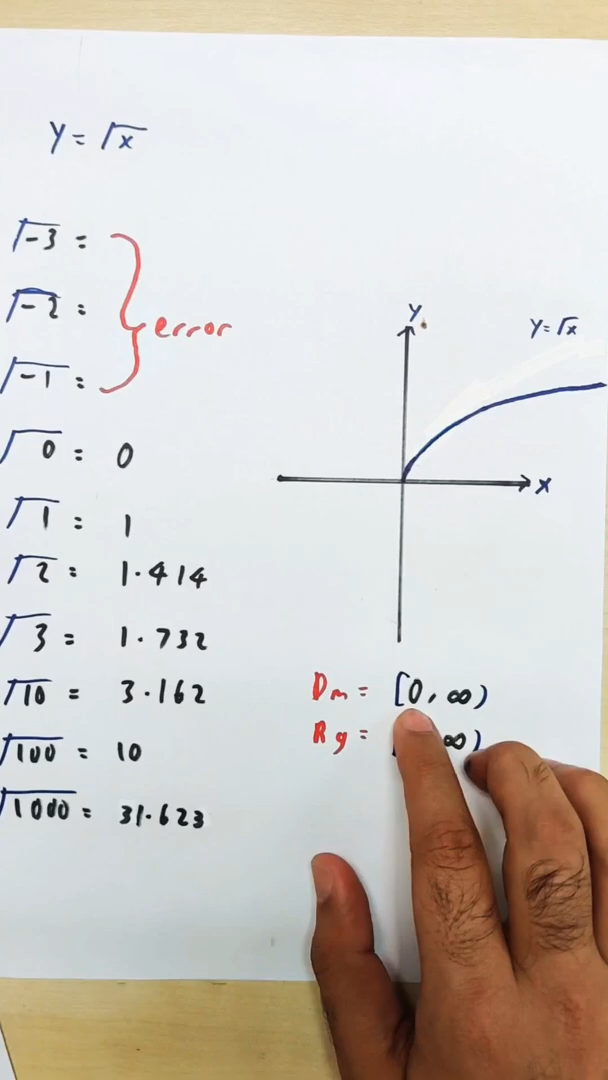 y = √x
√-3 =
√-2 =
√-1 =
error
√0 = 0
√1 = 1
√2 = 1.414
√3 = 1.732
√10 = 3.162
√100 = 10
√1000 = 31.623
y
y = √x
x
Dm = [0, ∞)
Rg = ∞)